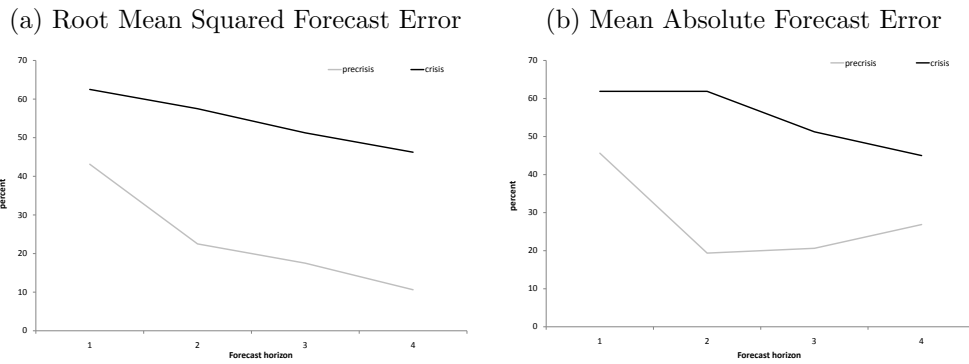 (a) Root Mean Squared Forecast Error
70
60
50
40
30
20
10
0
percent
precrisis
crisis
1 2 3 4
Forecast horizon
(b) Mean Absolute Forecast Error
70
60
50
40
30
20
10
0
percent
precrisis
crisis
1 2 3 4
Forecast horizon